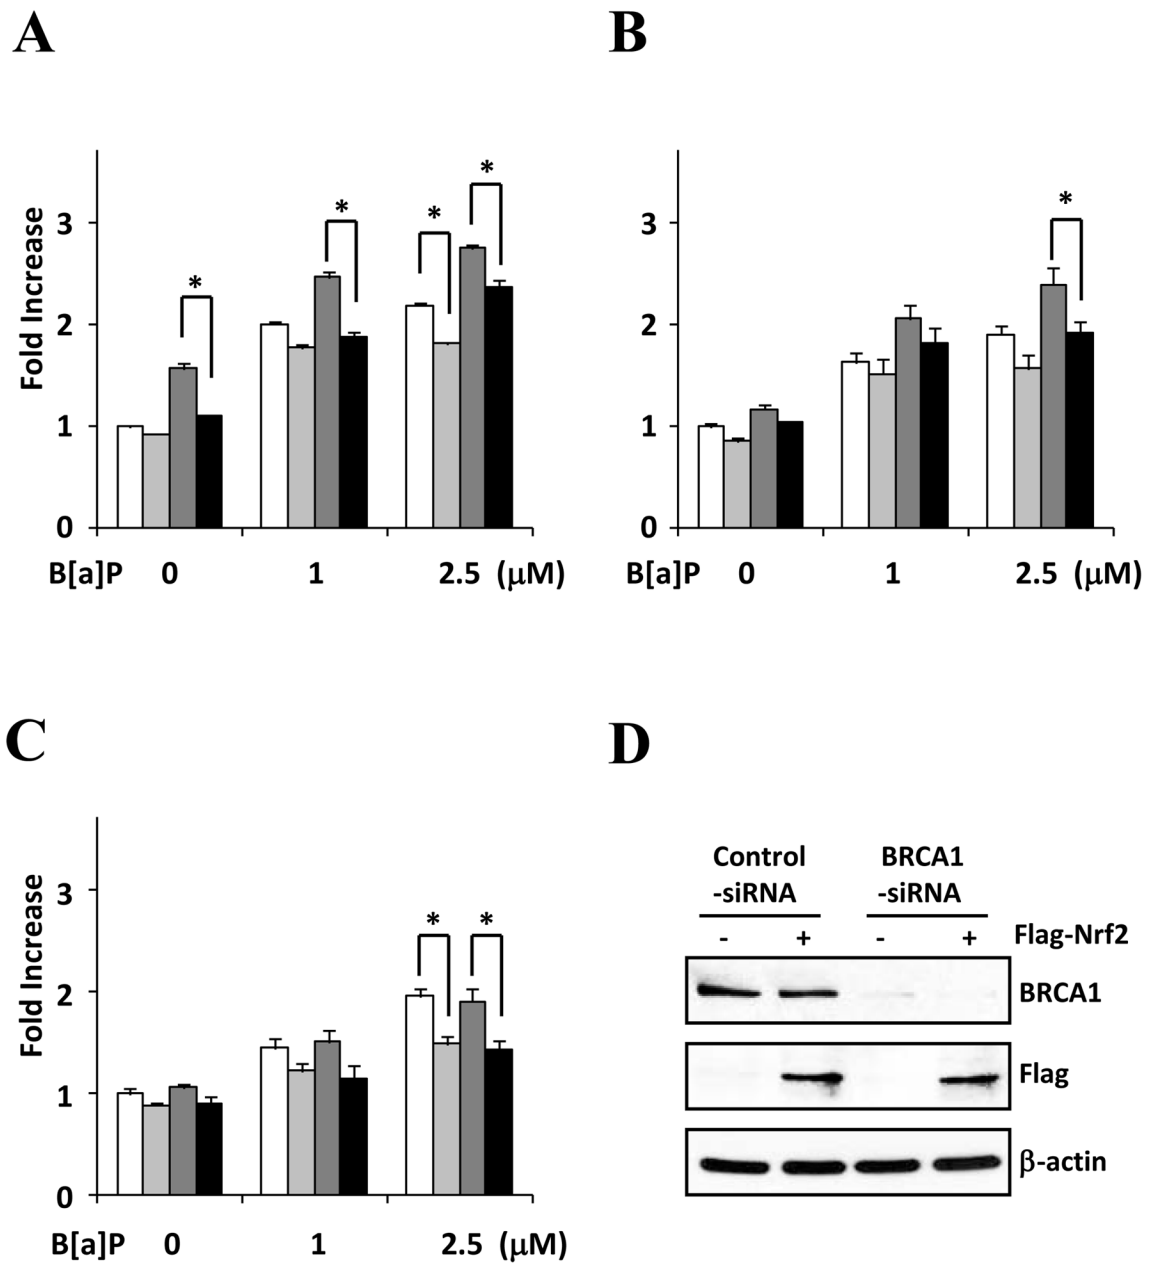 A
Fold Increase
3
2
1
0
* * * *
B[a]P 0 1 2.5 (μM)
B
3
2
1
0
*
B[a]P 0 1 2.5 (μM)
C
Fold Increase
3
2
1
0
* *
B[a]P 0 1 2.5 (μM)
D
Control BRCA1
-siRNA -siRNA
- + - + Flag-Nrf2
BRCA1
Flag
β-actin